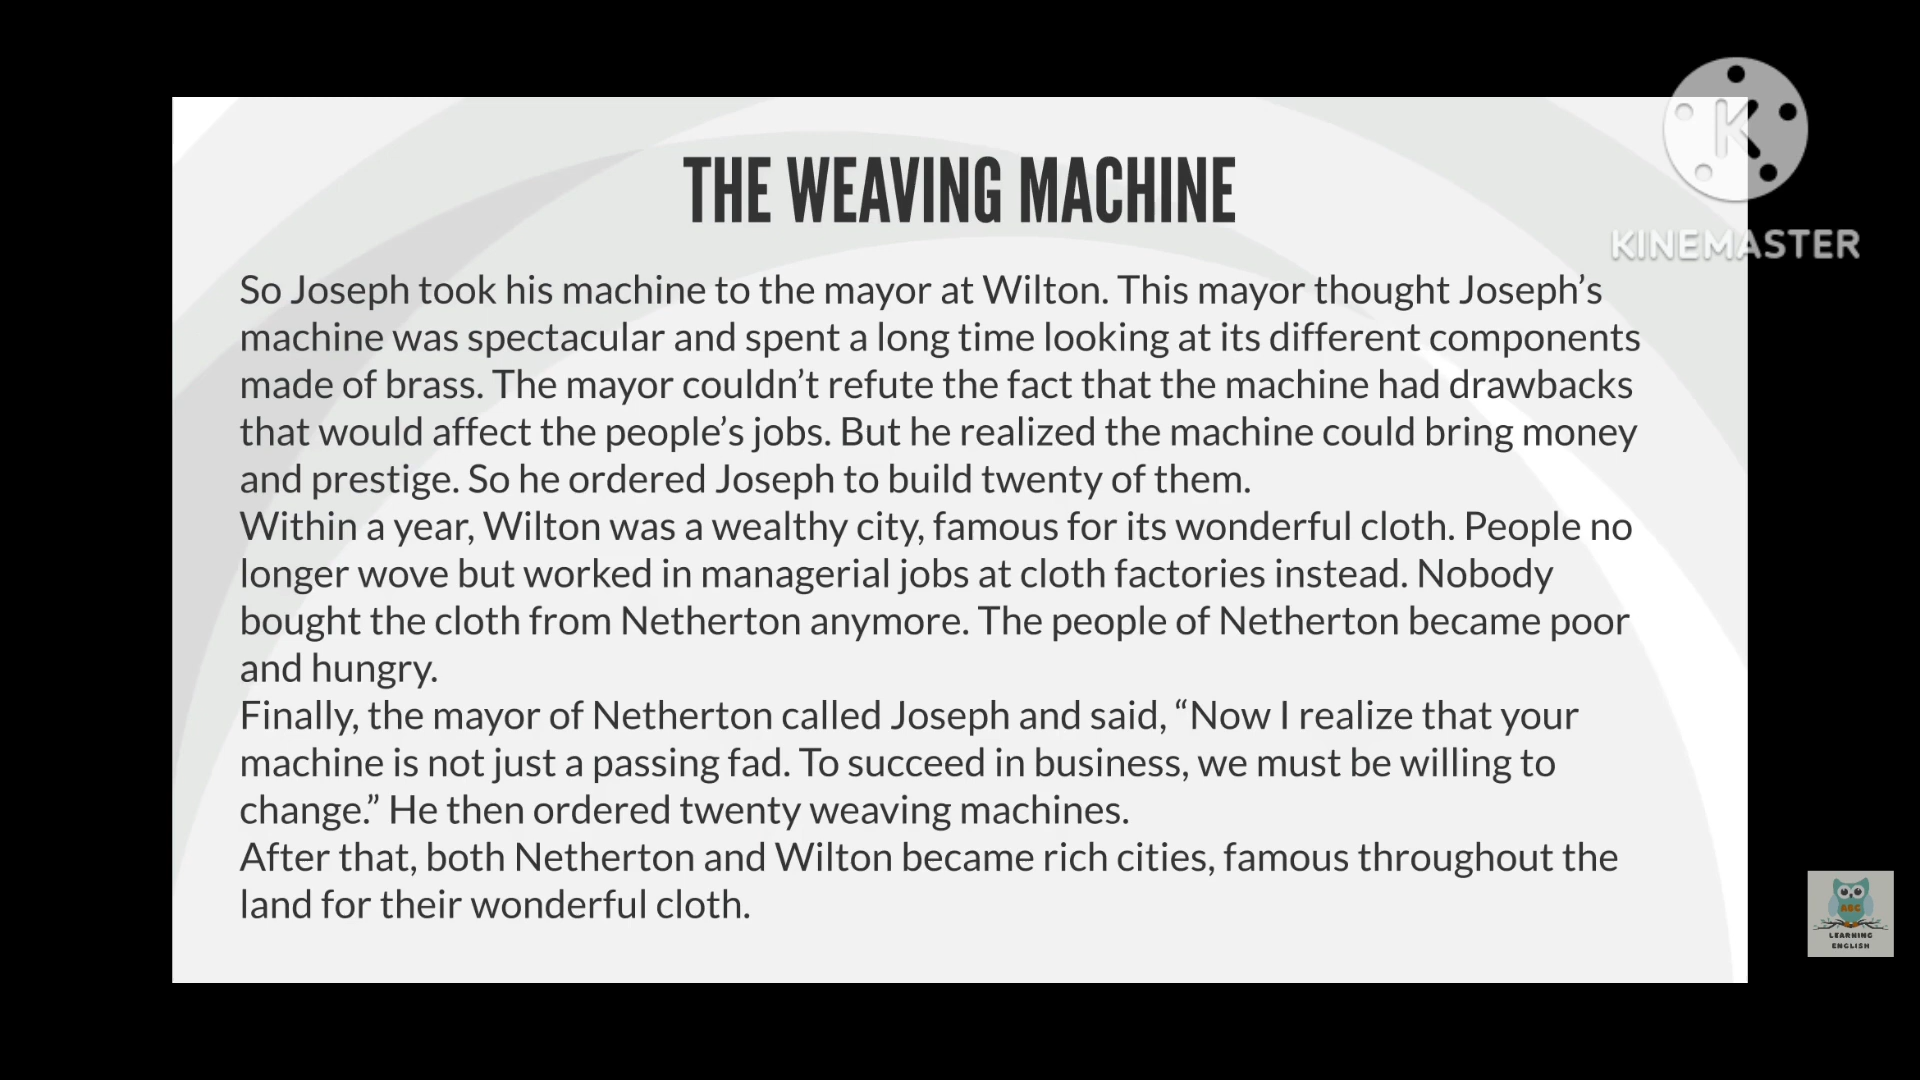 THE WEAVING MACHINE
KINEMASTER
So Joseph took his machine to the mayor at Wilton. This mayor thought Joseph’s
machine was spectacular and spent a long time looking at its different components
made of brass. The mayor couldn’t refute the fact that the machine had drawbacks
that would affect the people’s jobs. But he realized the machine could bring money
and prestige. So he ordered Joseph to build twenty of them.
Within a year, Wilton was a wealthy city, famous for its wonderful cloth. People no
longer wove but worked in managerial jobs at cloth factories instead. Nobody
bought the cloth from Netherton anymore. The people of Netherton became poor
and hungry.
Finally, the mayor of Netherton called Joseph and said, “Now I realize that your
machine is not just a passing fad. To succeed in business, we must be willing to
change.” He then ordered twenty weaving machines.
After that, both Netherton and Wilton became rich cities, famous throughout the
land for their wonderful cloth.
ABC
LEARNING
ENGLISH